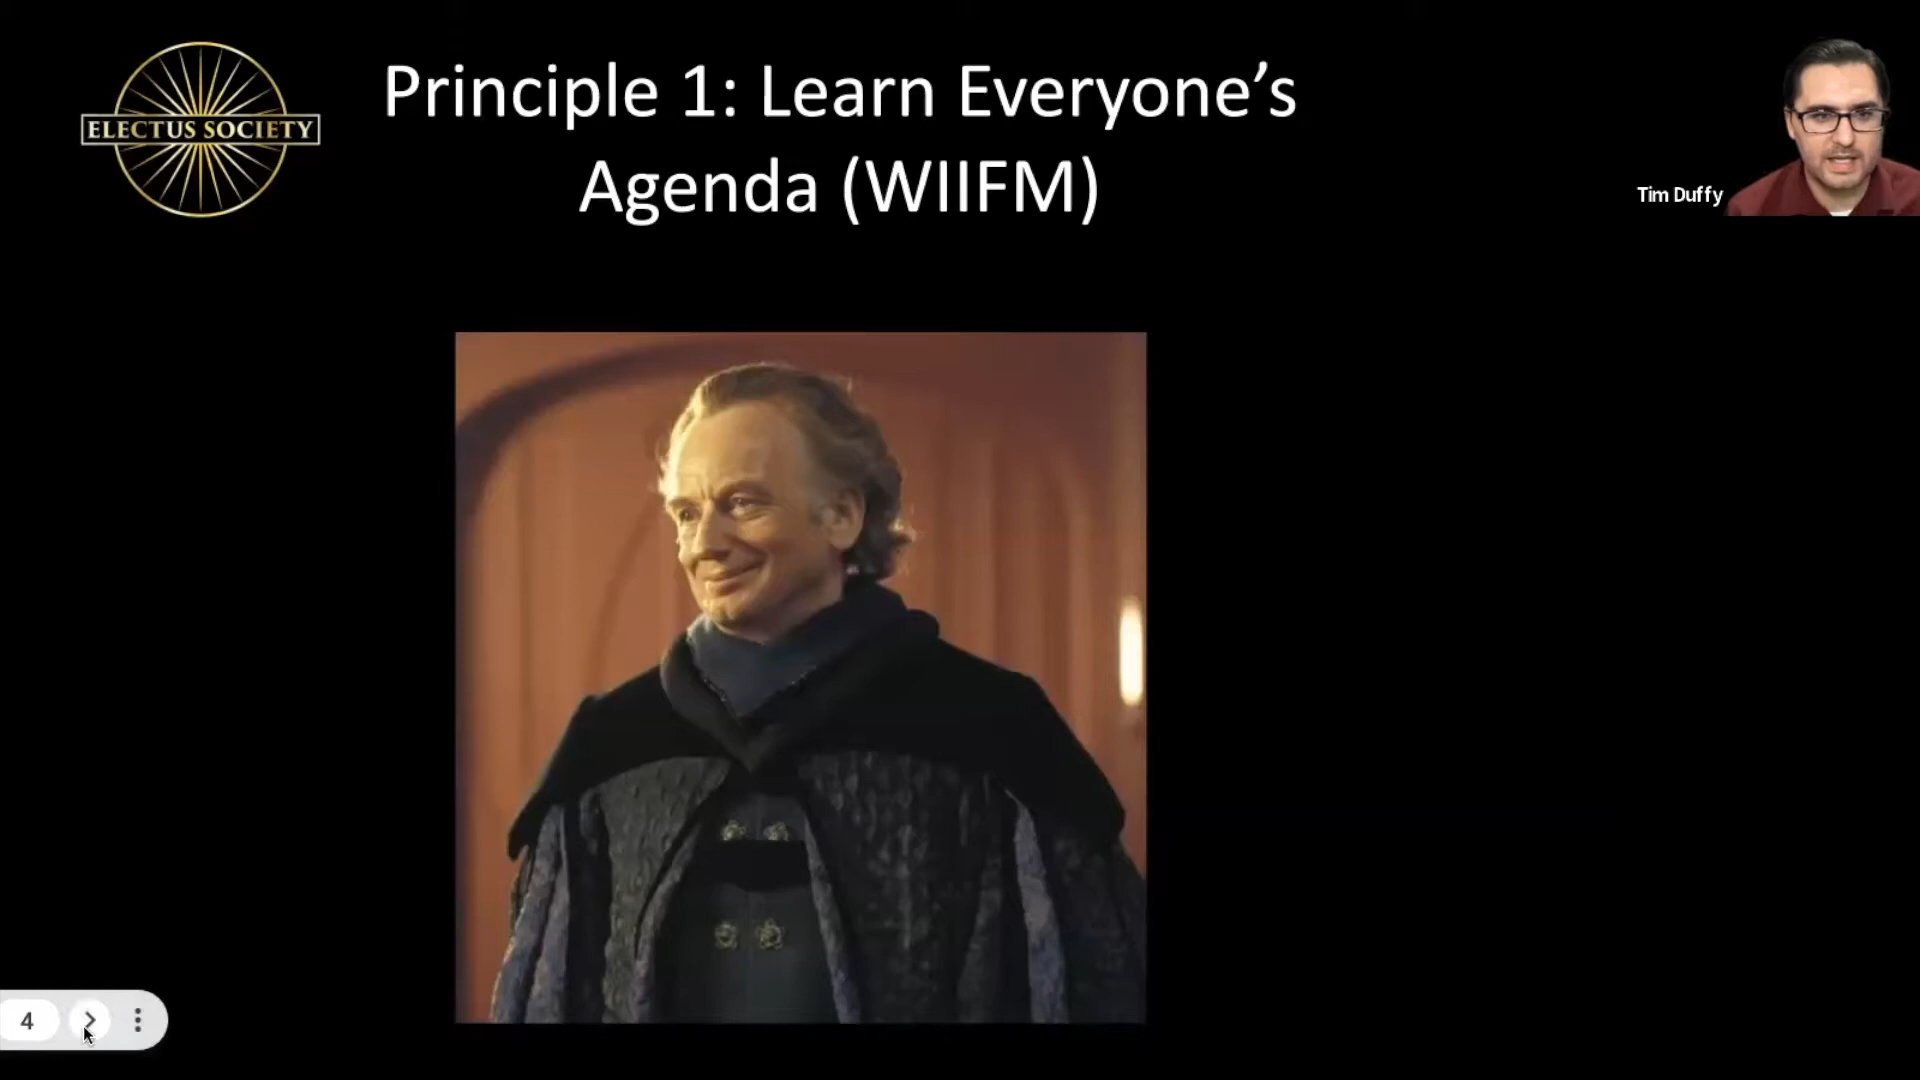 ELECTUS SOCIETY
Principle 1: Learn Everyone’s
Agenda (WIIFM)
Tim Duffy
4